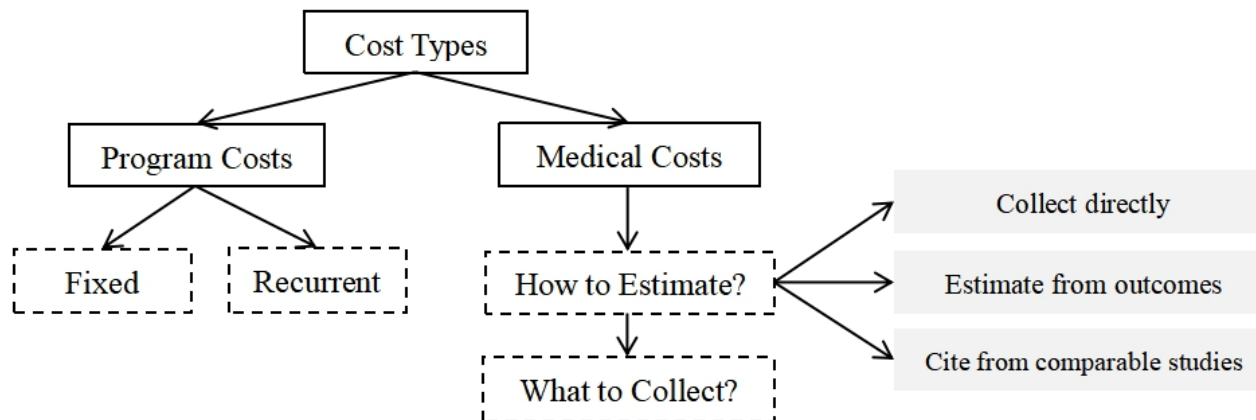 Cost Types
Program Costs
Medical Costs
Fixed
Recurrent
How to Estimate?
What to Collect?
Collect directly
Estimate from outcomes
Cite from comparable studies